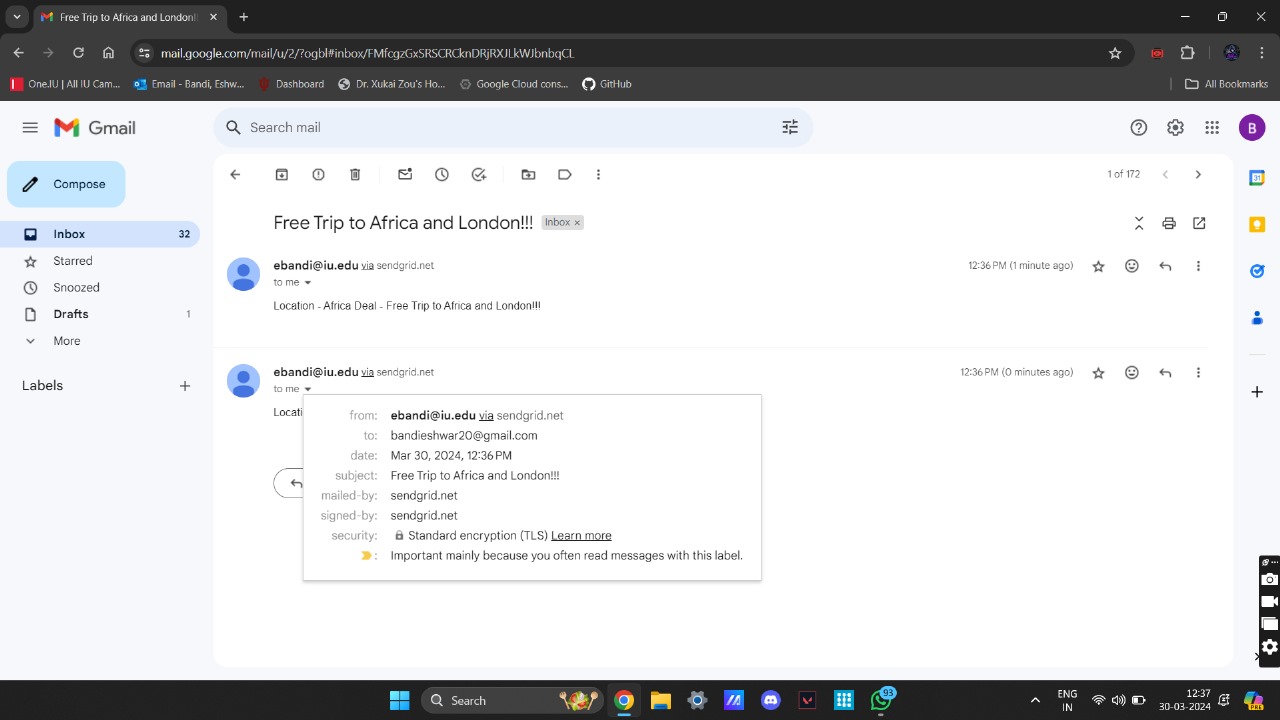 Free Trip to Africa and London!!
mail.google.com/mail/u/2/?ogbl#inbox/FMfcgzGxSRSCRCknDRjRXJLkWJbnbqCL
One.IU | All IU Cam...
Email - Bandi, Eshw...
Dashboard
Dr. Xukai Zou's Ho...
Google Cloud cons...
GitHub
All Bookmarks
Gmail
Search mail
B
Compose
1 of 172
31
Inbox
32
Starred
Snoozed
Drafts
1
More
Labels
Free Trip to Africa and London!!!
Inbox ×
ebandi@iu.edu via sendgrid.net
12:36 PM (1 minute ago)
to me
Location - Africa Deal - Free Trip to Africa and London!!!
ebandi@iu.edu via sendgrid.net
12:36 PM (0 minutes ago)
to me
Locati
from: ebandi@iu.edu via sendgrid.net
to: bandieshwar20@gmail.com
date: Mar 30, 2024, 12:36 PM
subject: Free Trip to Africa and London!!!
mailed-by: sendgrid.net
signed-by: sendgrid.net
security: Standard encryption (TLS) Learn more
: Important mainly because you often read messages with this label.
Search
93
ENG
IN
12:37
30-03-2024
PRE